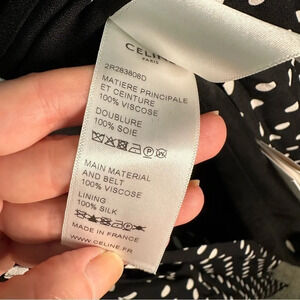 CELINE
PARIS
2R283808D
MATIERE PRINCIPALE
ET CEINTURE
100% VISCOSE
DOUBLURE
100% SOIE
MAIN MATERIAL
AND BELT
100% VISCOSE
LINING
100% SILK
MADE IN FRANCE
WWW.CELINE.FR